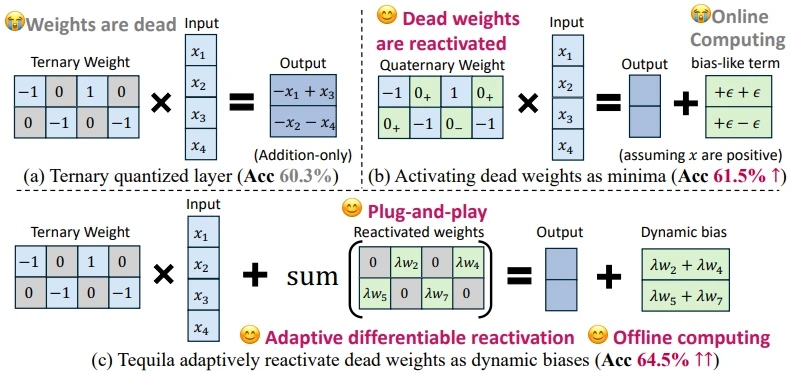 Weights are dead
Input
Ternary Weight
Output
−1 0 1 0
0 −1 0 −1
x₁
x₂
x₃
x₄
×
=
−x₁ + x₃
−x₂ − x₄
(Addition-only)
(a) Ternary quantized layer (Acc 60.3%)
Dead weights
are reactivated
Input
Online
Computing
Quaternary Weight
Output
bias-like term
−1 0₊ 1 0₊
0₊ −1 0₋ −1
×
x₁
x₂
x₃
x₄
=
+
+ϵ + ϵ
+ϵ − ϵ
(assuming x are positive)
(b) Activating dead weights as minima (Acc 61.5% ↑)
Input
Plug-and-play
Ternary Weight
Reactivated weights
Output
Dynamic bias
−1 0 1 0
0 −1 0 −1
×
x₁
x₂
x₃
x₄
+ sum
( 0 λw₂ 0 λw₄
λw₅ 0 λw₇ 0 )
=
+
λw₂ + λw₄
λw₅ + λw₇
Adaptive differentiable reactivation
Offline computing
(c) Tequila adaptively reactivate dead weights as dynamic biases (Acc 64.5% ↑↑)